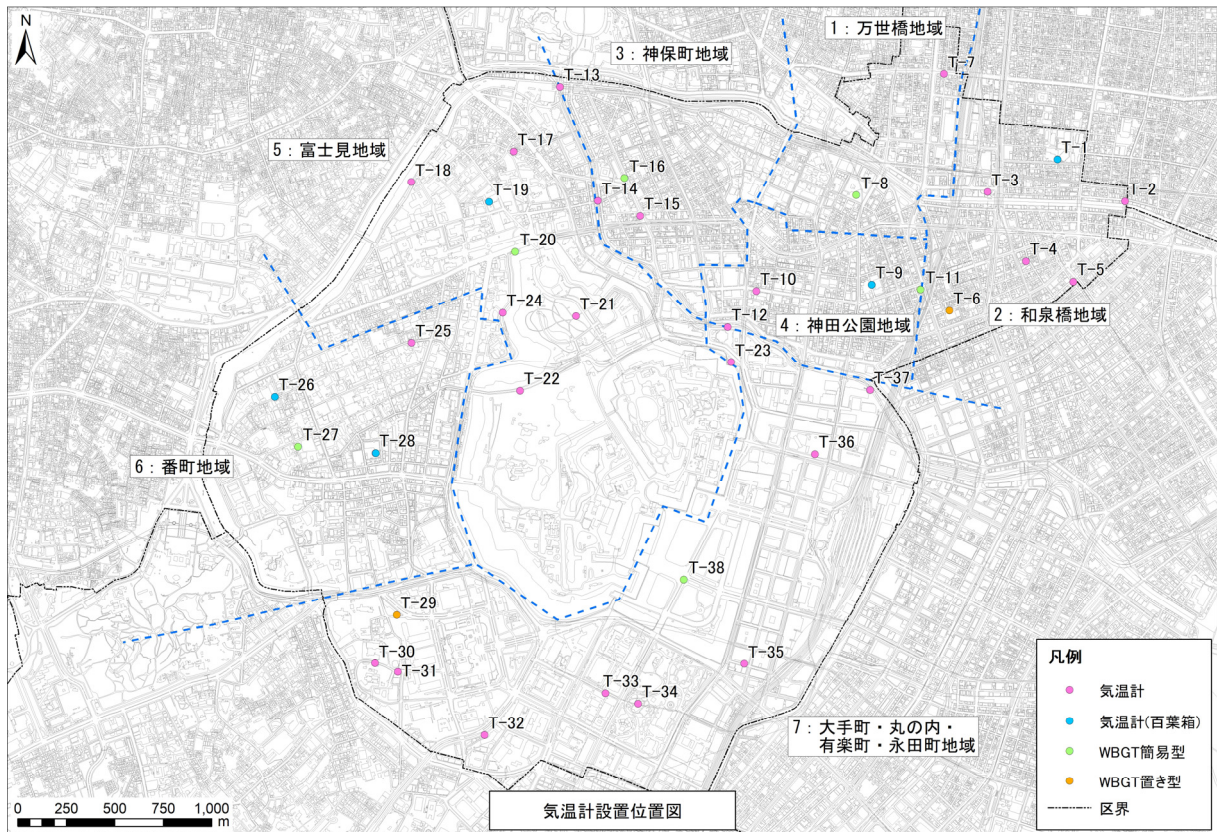 N
1：万世橋地域
3：神保町地域
T-7
T-13
T-1
T-17
5：富士見地域
T-16
T-18
T-8
T-3
T-19
T-14
T-2
T-15
T-20
T-4
T-5
T-9
T-10
T-11
T-6
T-24
T-21
2：和泉橋地域
T-12
4：神田公園地域
T-25
T-23
T-22
T-37
T-26
T-36
T-27
T-28
6：番町地域
T-38
T-29
T-30
T-31
T-35
T-33
T-34
T-32
7：大手町・丸の内・
有楽町・永田町地域
凡例
気温計
気温計(百葉箱)
WBGT簡易型
WBGT置き型
区界
0 250 500 750 1,000
m
気温計設置位置図